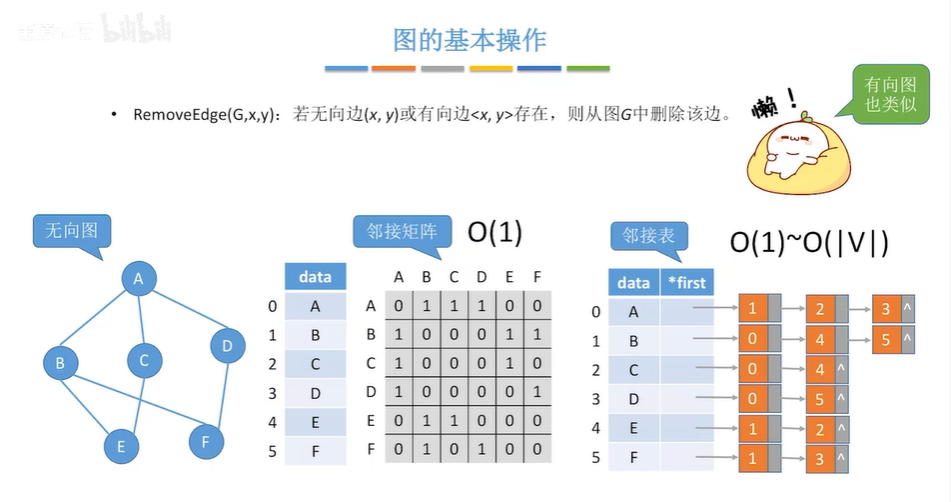 bilibili
图的基本操作
• RemoveEdge(G,x,y)：若无向边(x, y)或有向边<x, y>存在，则从图G中删除该边。
懒！
有向图
也类似
无向图
A
B
C
D
E
F
邻接矩阵 O(1)
data
0 A
1 B
2 C
3 D
4 E
5 F
A B C D E F
A 0 1 1 1 0 0
B 1 0 0 0 1 1
C 1 0 0 0 1 0
D 1 0 0 0 0 1
E 0 1 1 0 0 0
F 0 1 0 1 0 0
邻接表 O(1)~O(|V|)
data *first
0 A 1 2 3 ^
1 B 0 4 5 ^
2 C 0 4 ^
3 D 0 5 ^
4 E 1 2 ^
5 F 1 3 ^